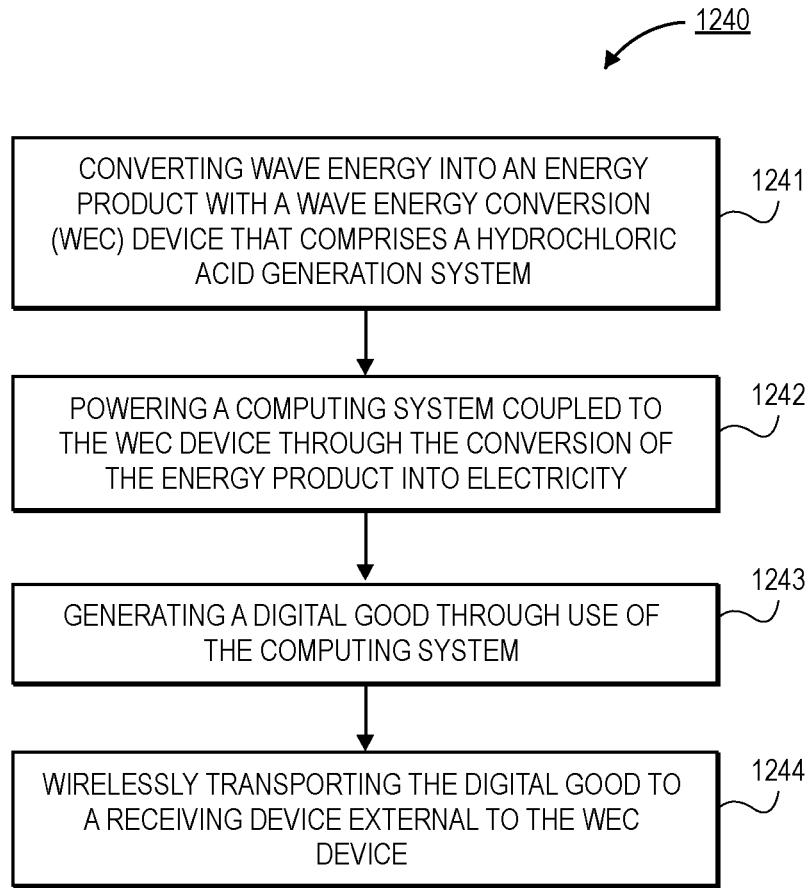 1240
CONVERTING WAVE ENERGY INTO AN ENERGY
PRODUCT WITH A WAVE ENERGY CONVERSION
(WEC) DEVICE THAT COMPRISES A HYDROCHLORIC
ACID GENERATION SYSTEM
1241
POWERING A COMPUTING SYSTEM COUPLED TO
THE WEC DEVICE THROUGH THE CONVERSION OF
THE ENERGY PRODUCT INTO ELECTRICITY
1242
GENERATING A DIGITAL GOOD THROUGH USE OF
THE COMPUTING SYSTEM
1243
WIRELESSLY TRANSPORTING THE DIGITAL GOOD TO
A RECEIVING DEVICE EXTERNAL TO THE WEC
DEVICE
1244